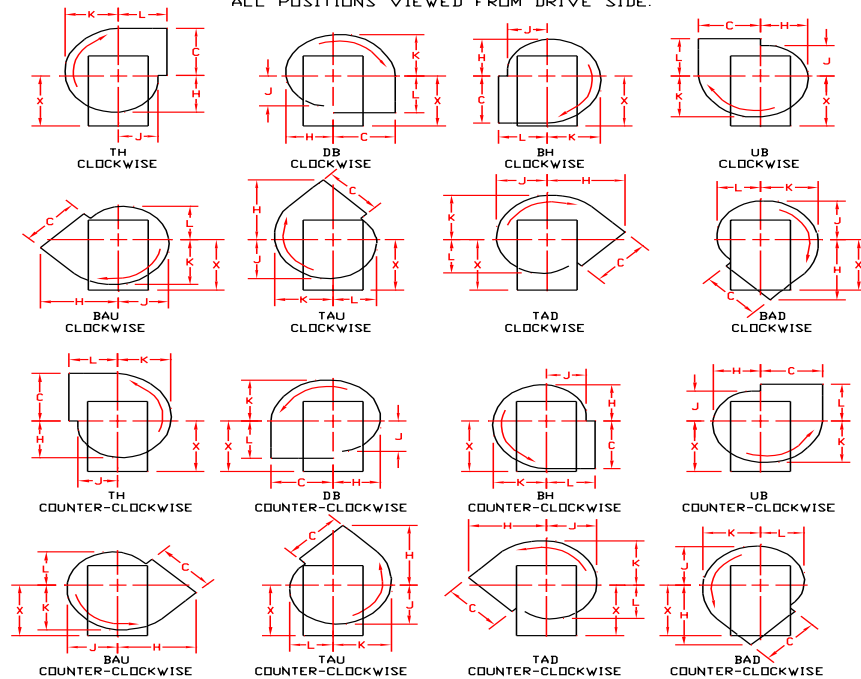 ALL POSITIONS VIEWED FROM DRIVE SIDE.
K L C H X J
TH
CLOCKWISE
K J L X H C
DB
CLOCKWISE
J H C X L K
BH
CLOCKWISE
C H L J K X
UB
CLOCKWISE
C L K X H J
BAU
CLOCKWISE
H C J X K L
TAU
CLOCKWISE
J H K L X C
TAD
CLOCKWISE
L K J H X C
BAD
CLOCKWISE
L K C H X J
TH
COUNTER-CLOCKWISE
K L X J C H
DB
COUNTER-CLOCKWISE
J H X C K L
BH
COUNTER-CLOCKWISE
H C J L X K
UB
COUNTER-CLOCKWISE
L C K X J H
BAU
COUNTER-CLOCKWISE
C H X J L K
TAU
COUNTER-CLOCKWISE
H J K L X C
TAD
COUNTER-CLOCKWISE
K L J X H C
BAD
COUNTER-CLOCKWISE